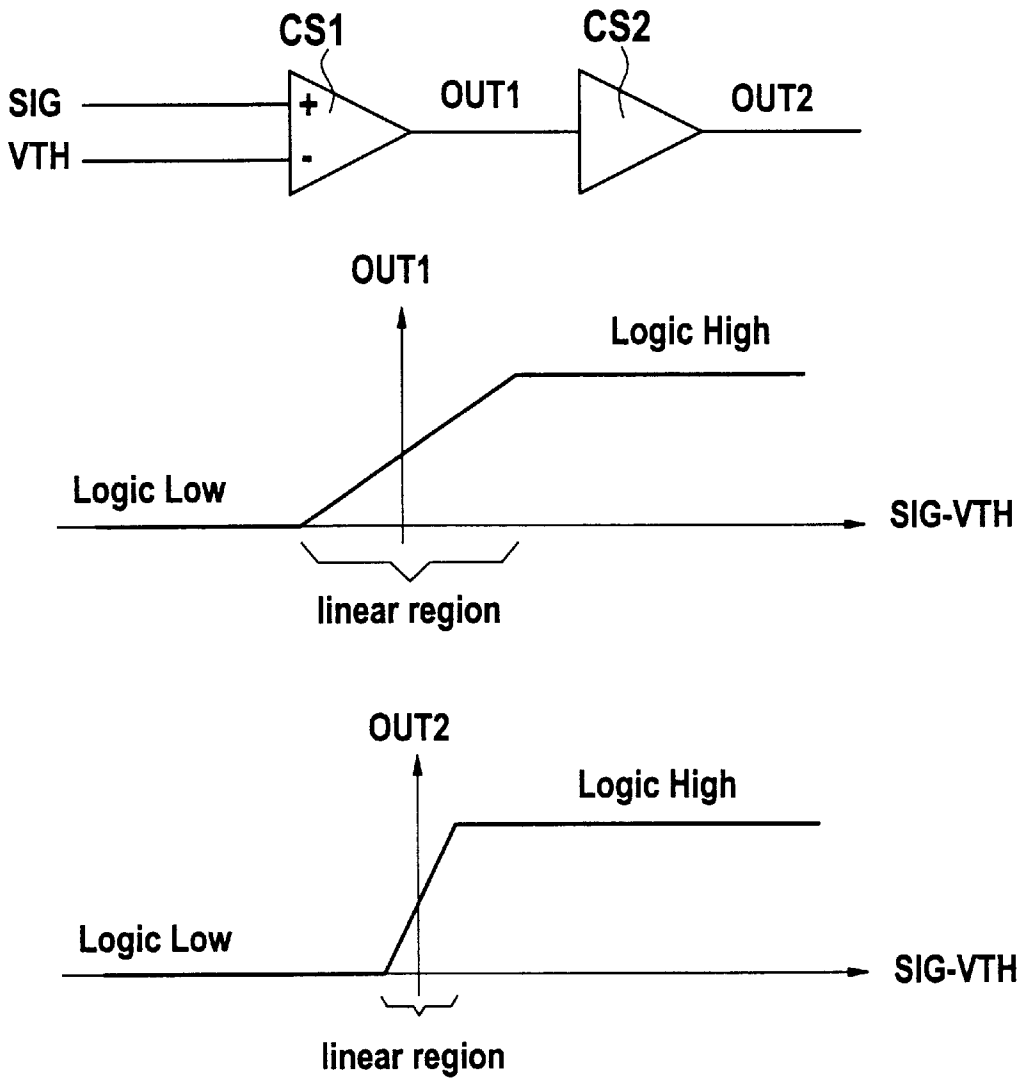 CS1
CS2
SIG
+
OUT1
OUT2
VTH
-
OUT1
Logic High
Logic Low
SIG-VTH
linear region
OUT2
Logic High
Logic Low
SIG-VTH
linear region